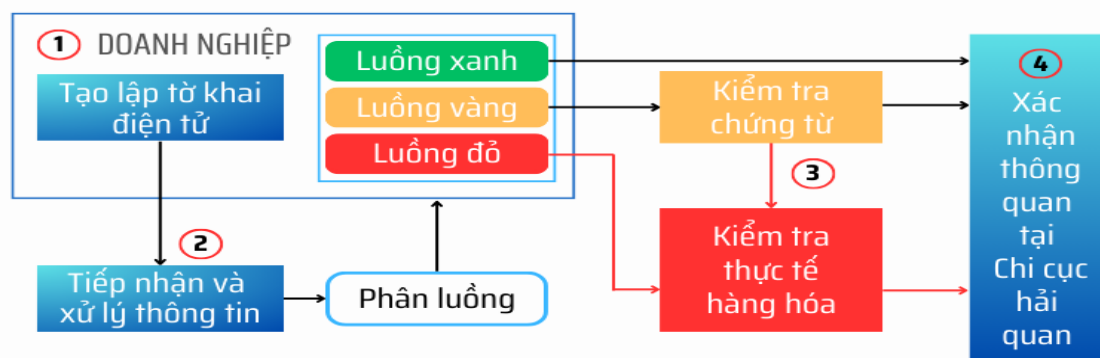 1 DOANH NGHIỆP
Tạo lập tờ khai
điện tử
Luồng xanh
Luồng vàng
Luồng đỏ
2
Tiếp nhận và
xử lý thông tin
Phân luồng
Kiểm tra
chứng từ
3
Kiểm tra
thực tế
hàng hóa
4
Xác
nhận
thông
quan
tại
Chi cục
hải
quan